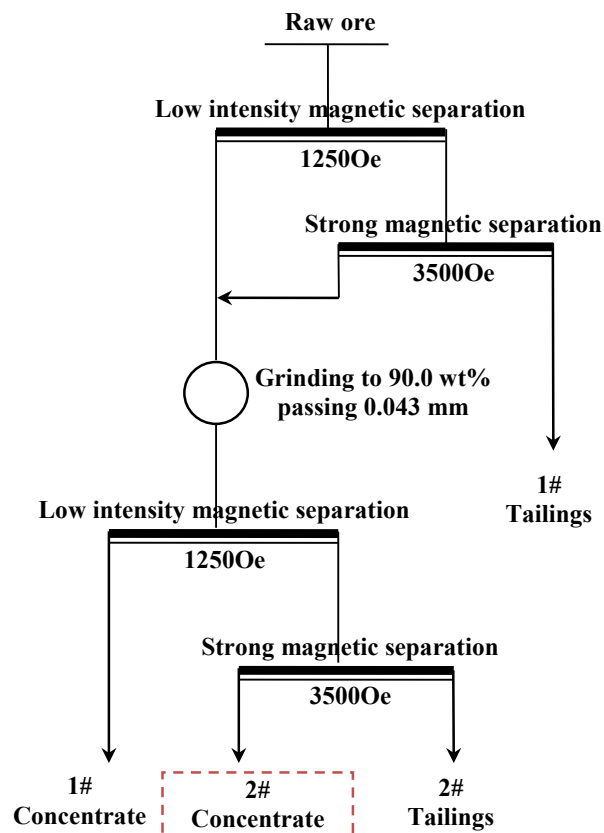 Raw ore
Low intensity magnetic separation
1250Oe
Strong magnetic separation
3500Oe
Grinding to 90.0 wt%
passing 0.043 mm
1#
Tailings
Low intensity magnetic separation
1250Oe
Strong magnetic separation
3500Oe
1#
Concentrate
2#
Concentrate
2#
Tailings